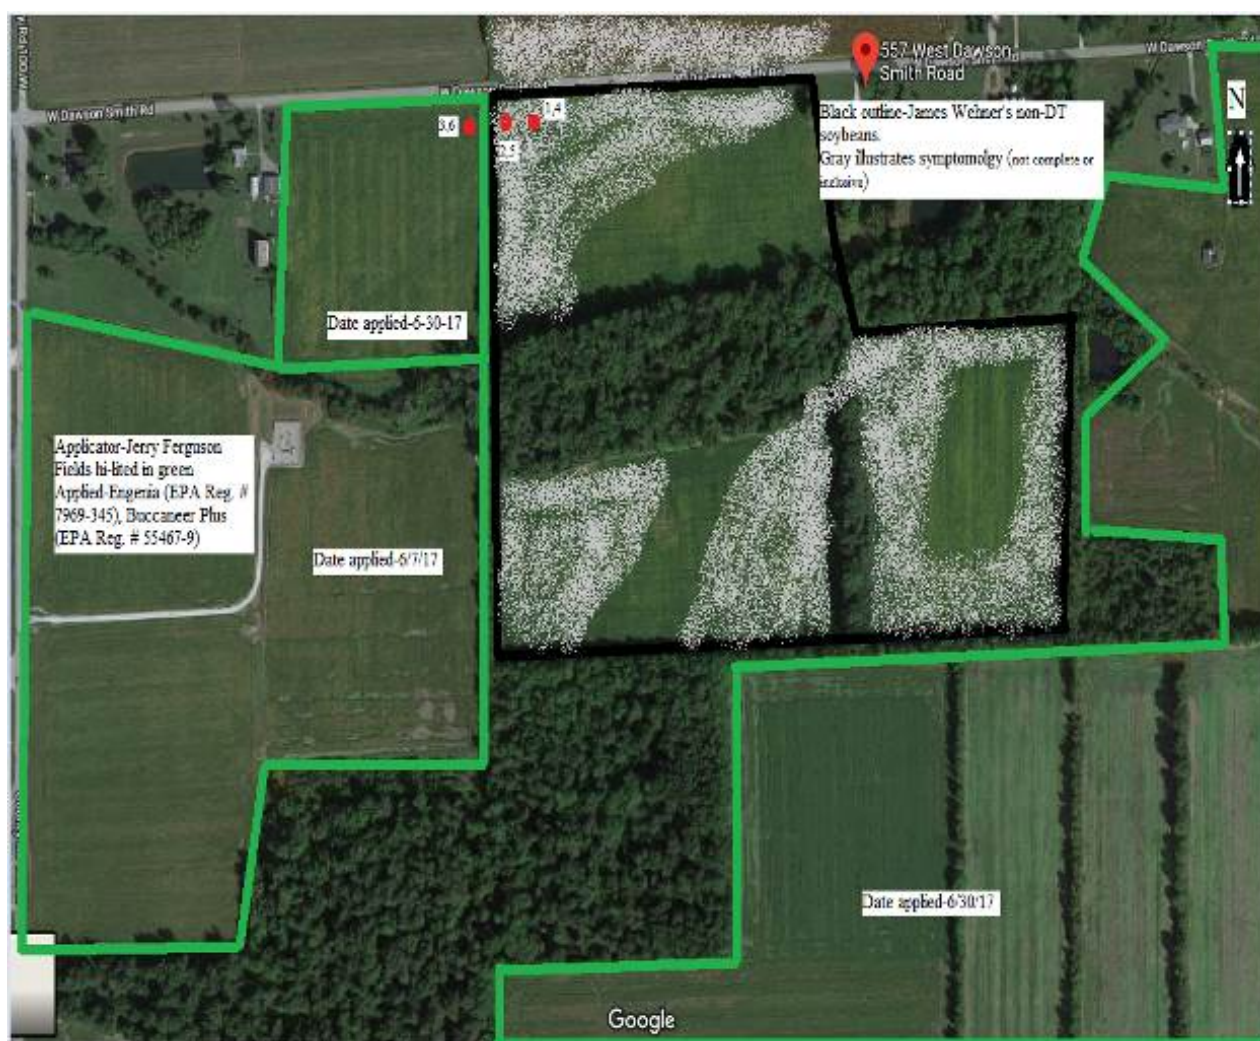 W Rd 100 W
W Dawson Smith Rd
557 West Dawson
Smith Road
W Dawson
N
3,6
1,4
2,5
Black outline-James Wehner's non-DT
soybeans.
Gray illustrates symptomolgy (not complete or
inclusive)
Date applied-6-30-17
Applicator-Jerry Ferguson
Fields hi-lited in green
Applied-Engenia (EPA Reg. #
7969-345), Buccaneer Plus
(EPA Reg. # 55467-9)
Date applied-6/7/17
Date applied-6/30/17
Google